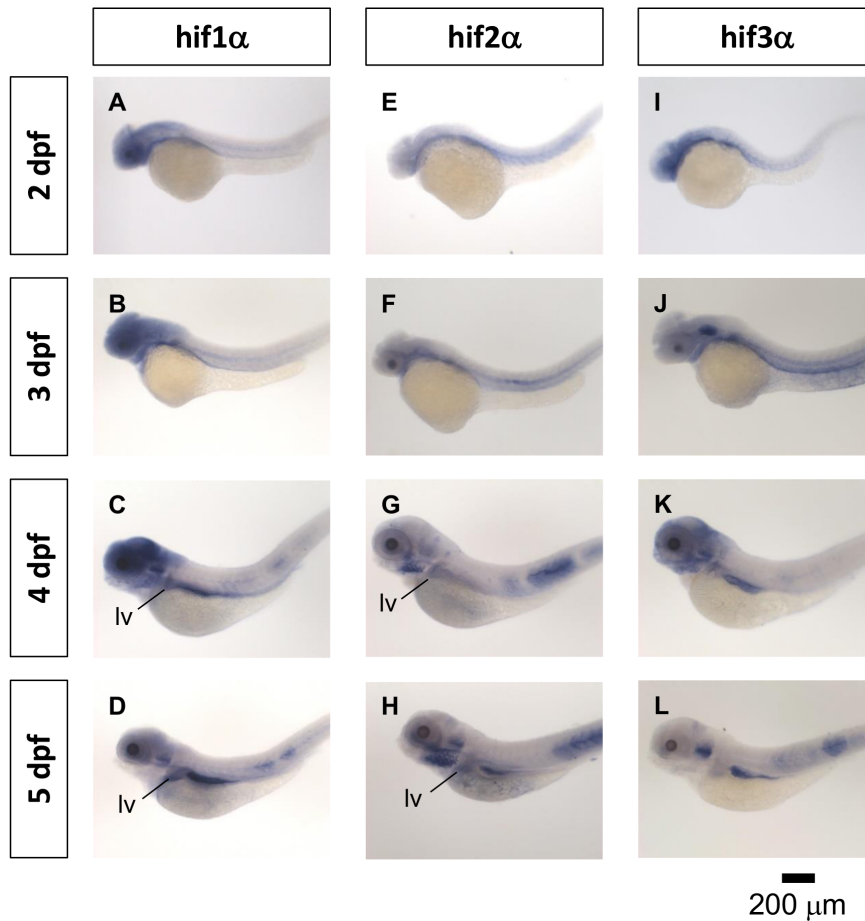 hif1α hif2α hif3α
2 dpf
A E I
3 dpf
B F J
4 dpf
C G K
lv lv
5 dpf
D H L
lv lv
200 μm